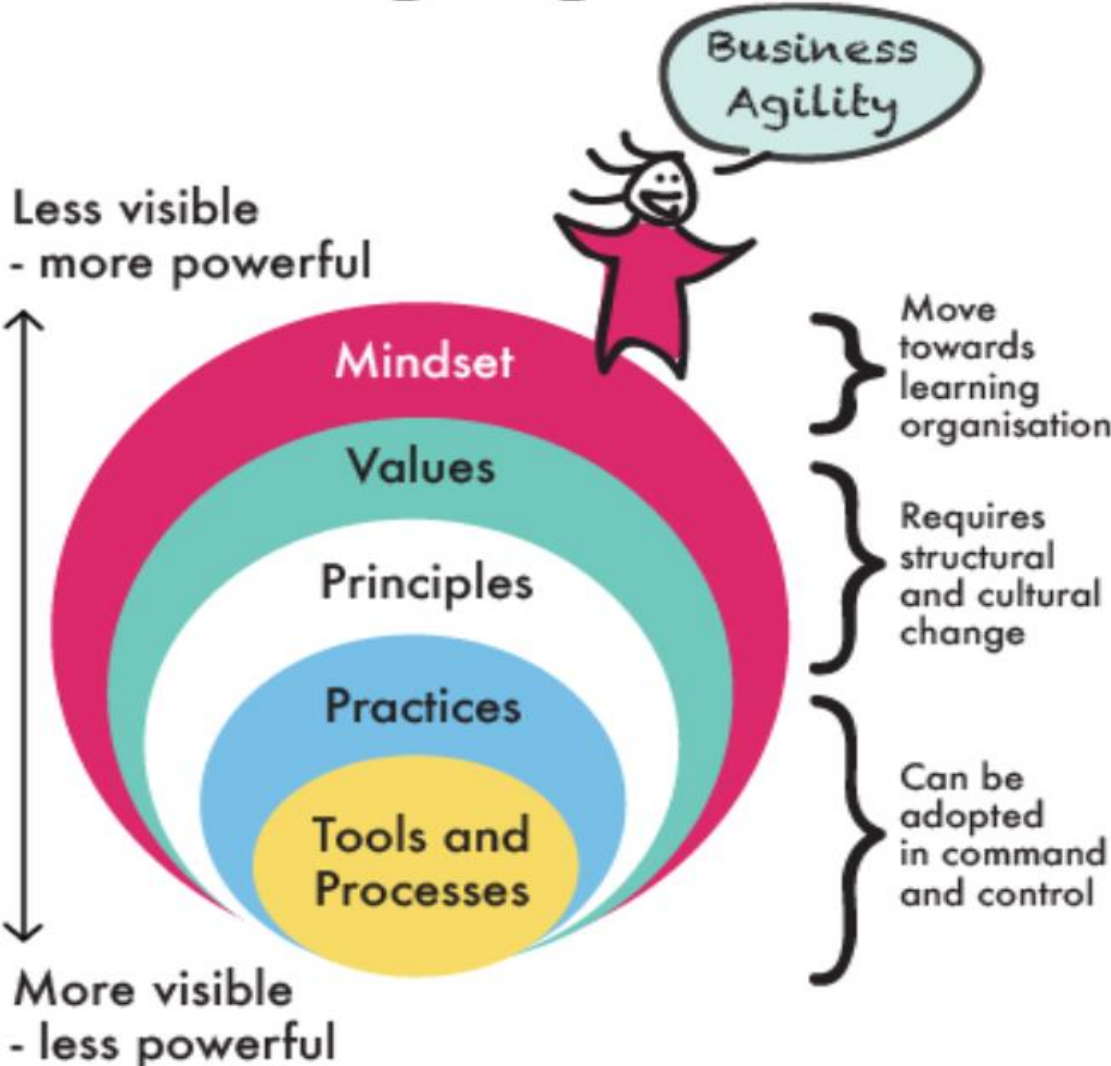 Business
Agility
Less visible
- more powerful
Mindset
Values
Principles
Practices
Tools and
Processes
More visible
- less powerful
Move
towards
learning
organisation
Requires
structural
and cultural
change
Can be
adopted
in command
and control